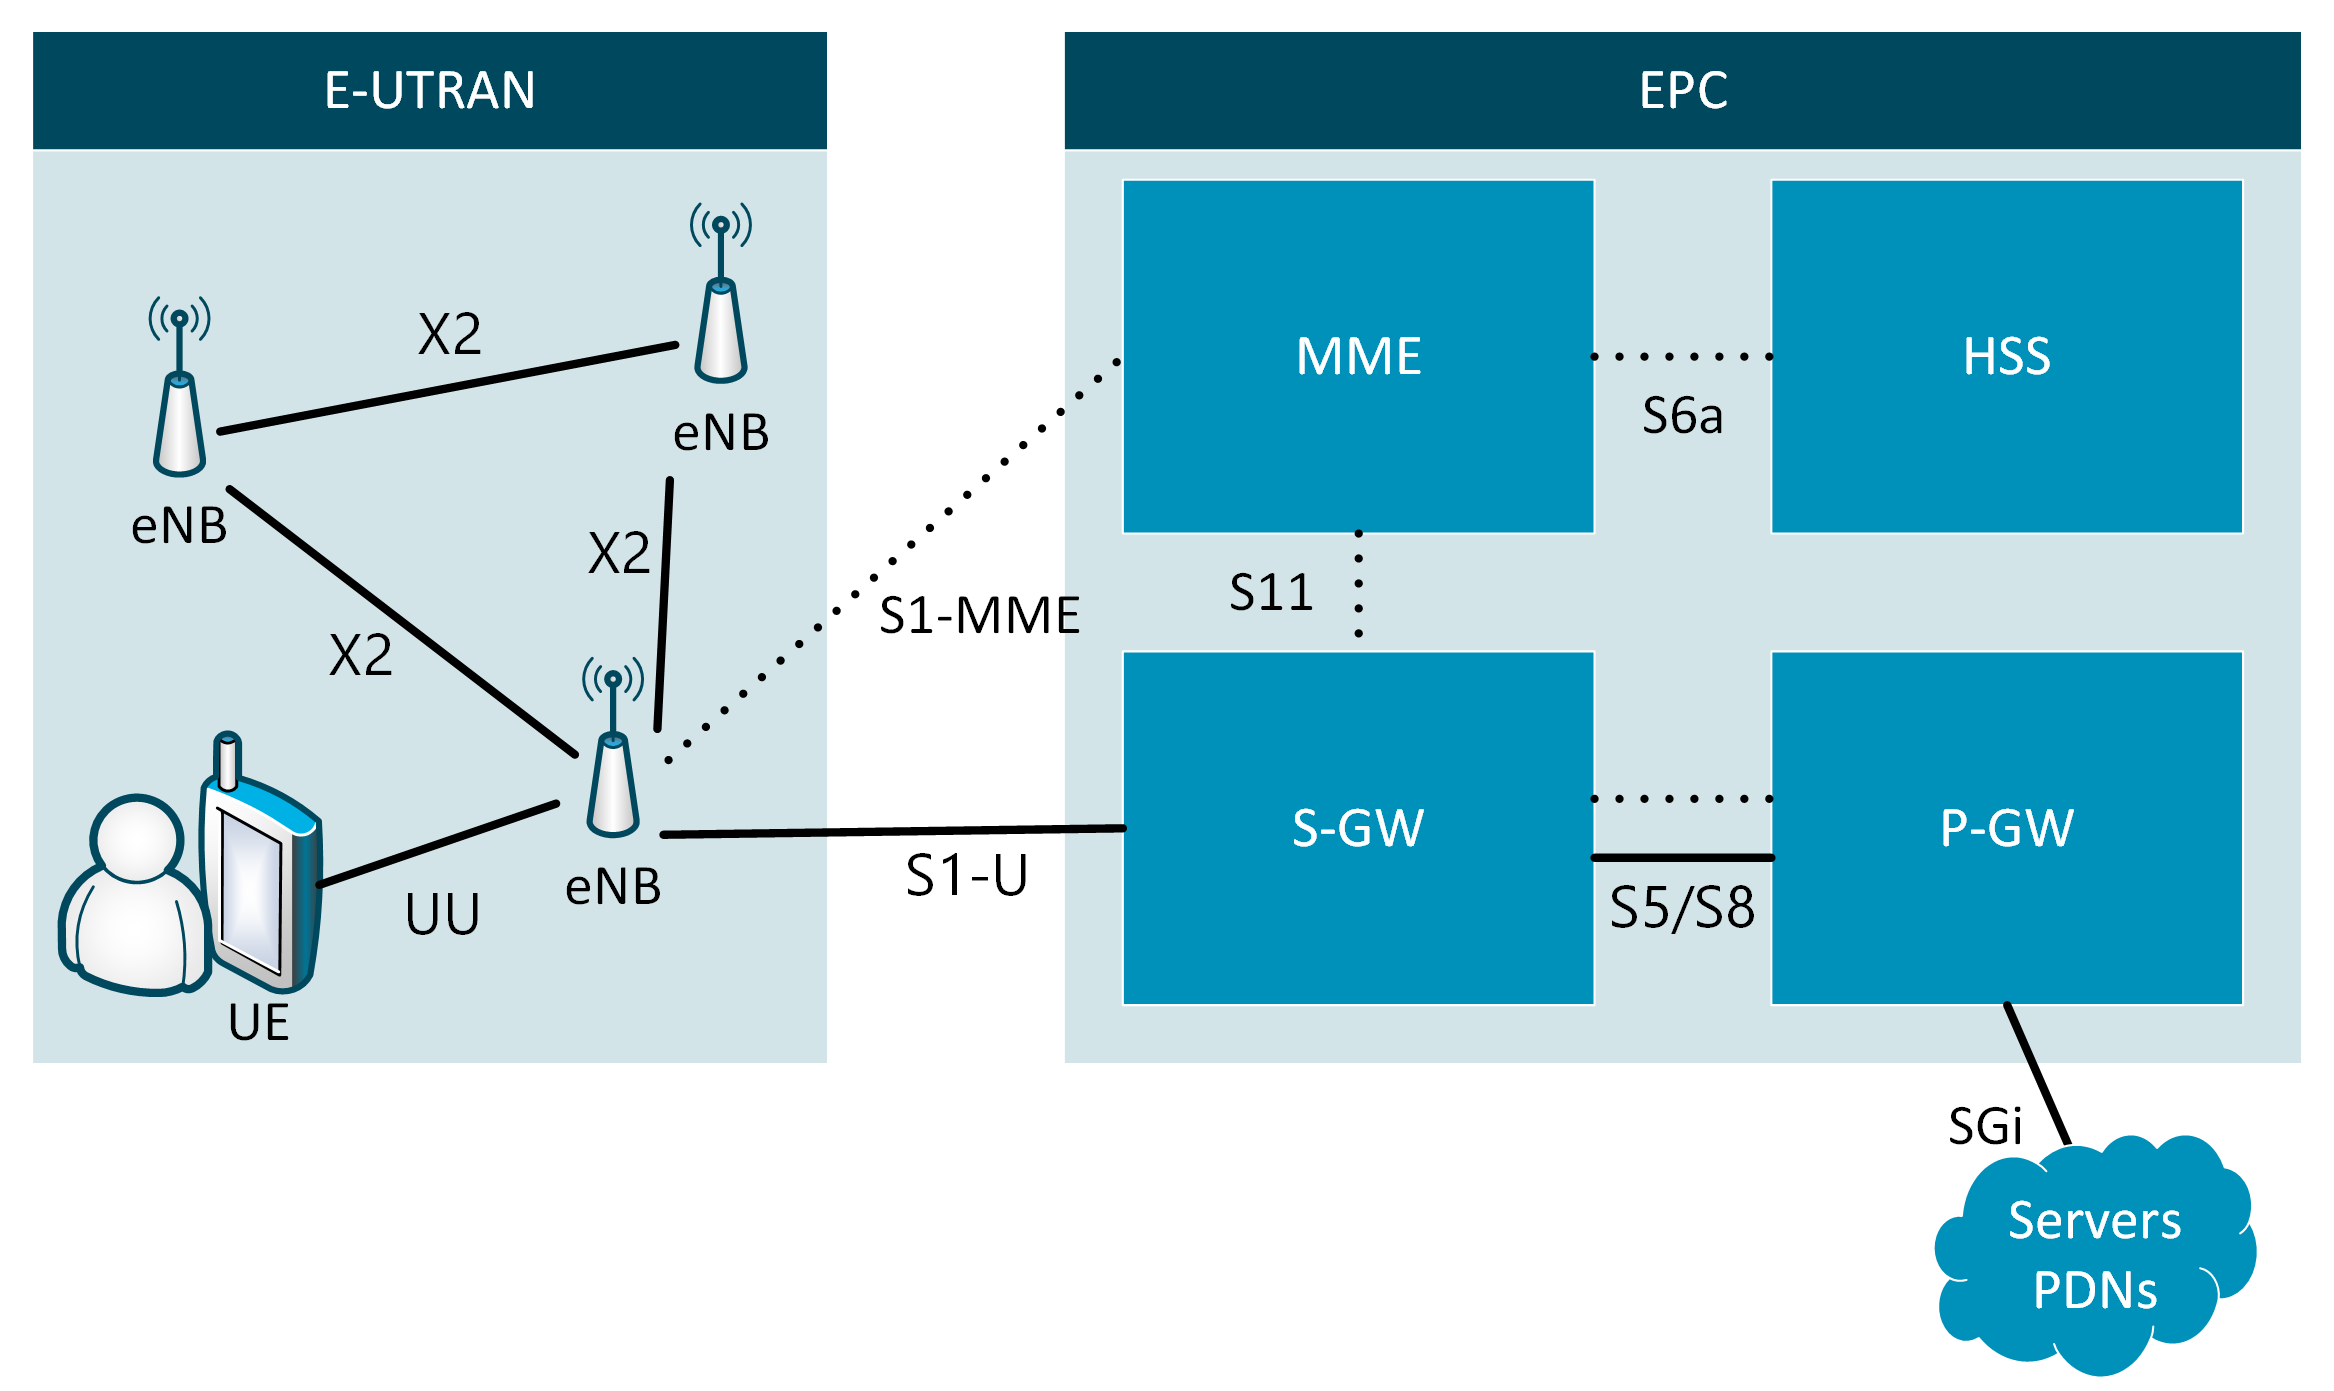 E-UTRAN
EPC
X2
eNB
eNB
X2
X2
UU
eNB
UE
S1-MME
S1-U
MME
S6a
HSS
S11
S-GW
S5/S8
P-GW
SGi
Servers
PDNs